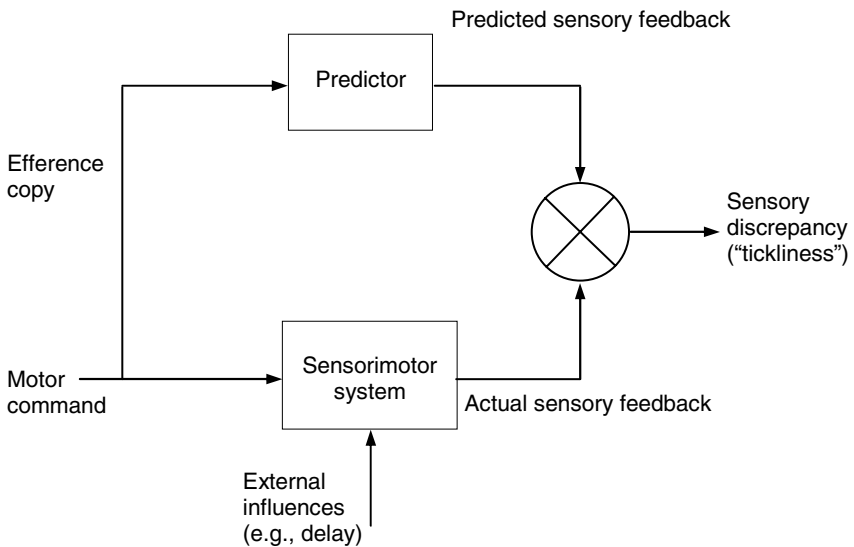 Predicted sensory feedback
Predictor
Efference
copy
Sensory
discrepancy
(“tickliness”)
Sensorimotor
system
Motor
command
Actual sensory feedback
External
influences
(e.g., delay)